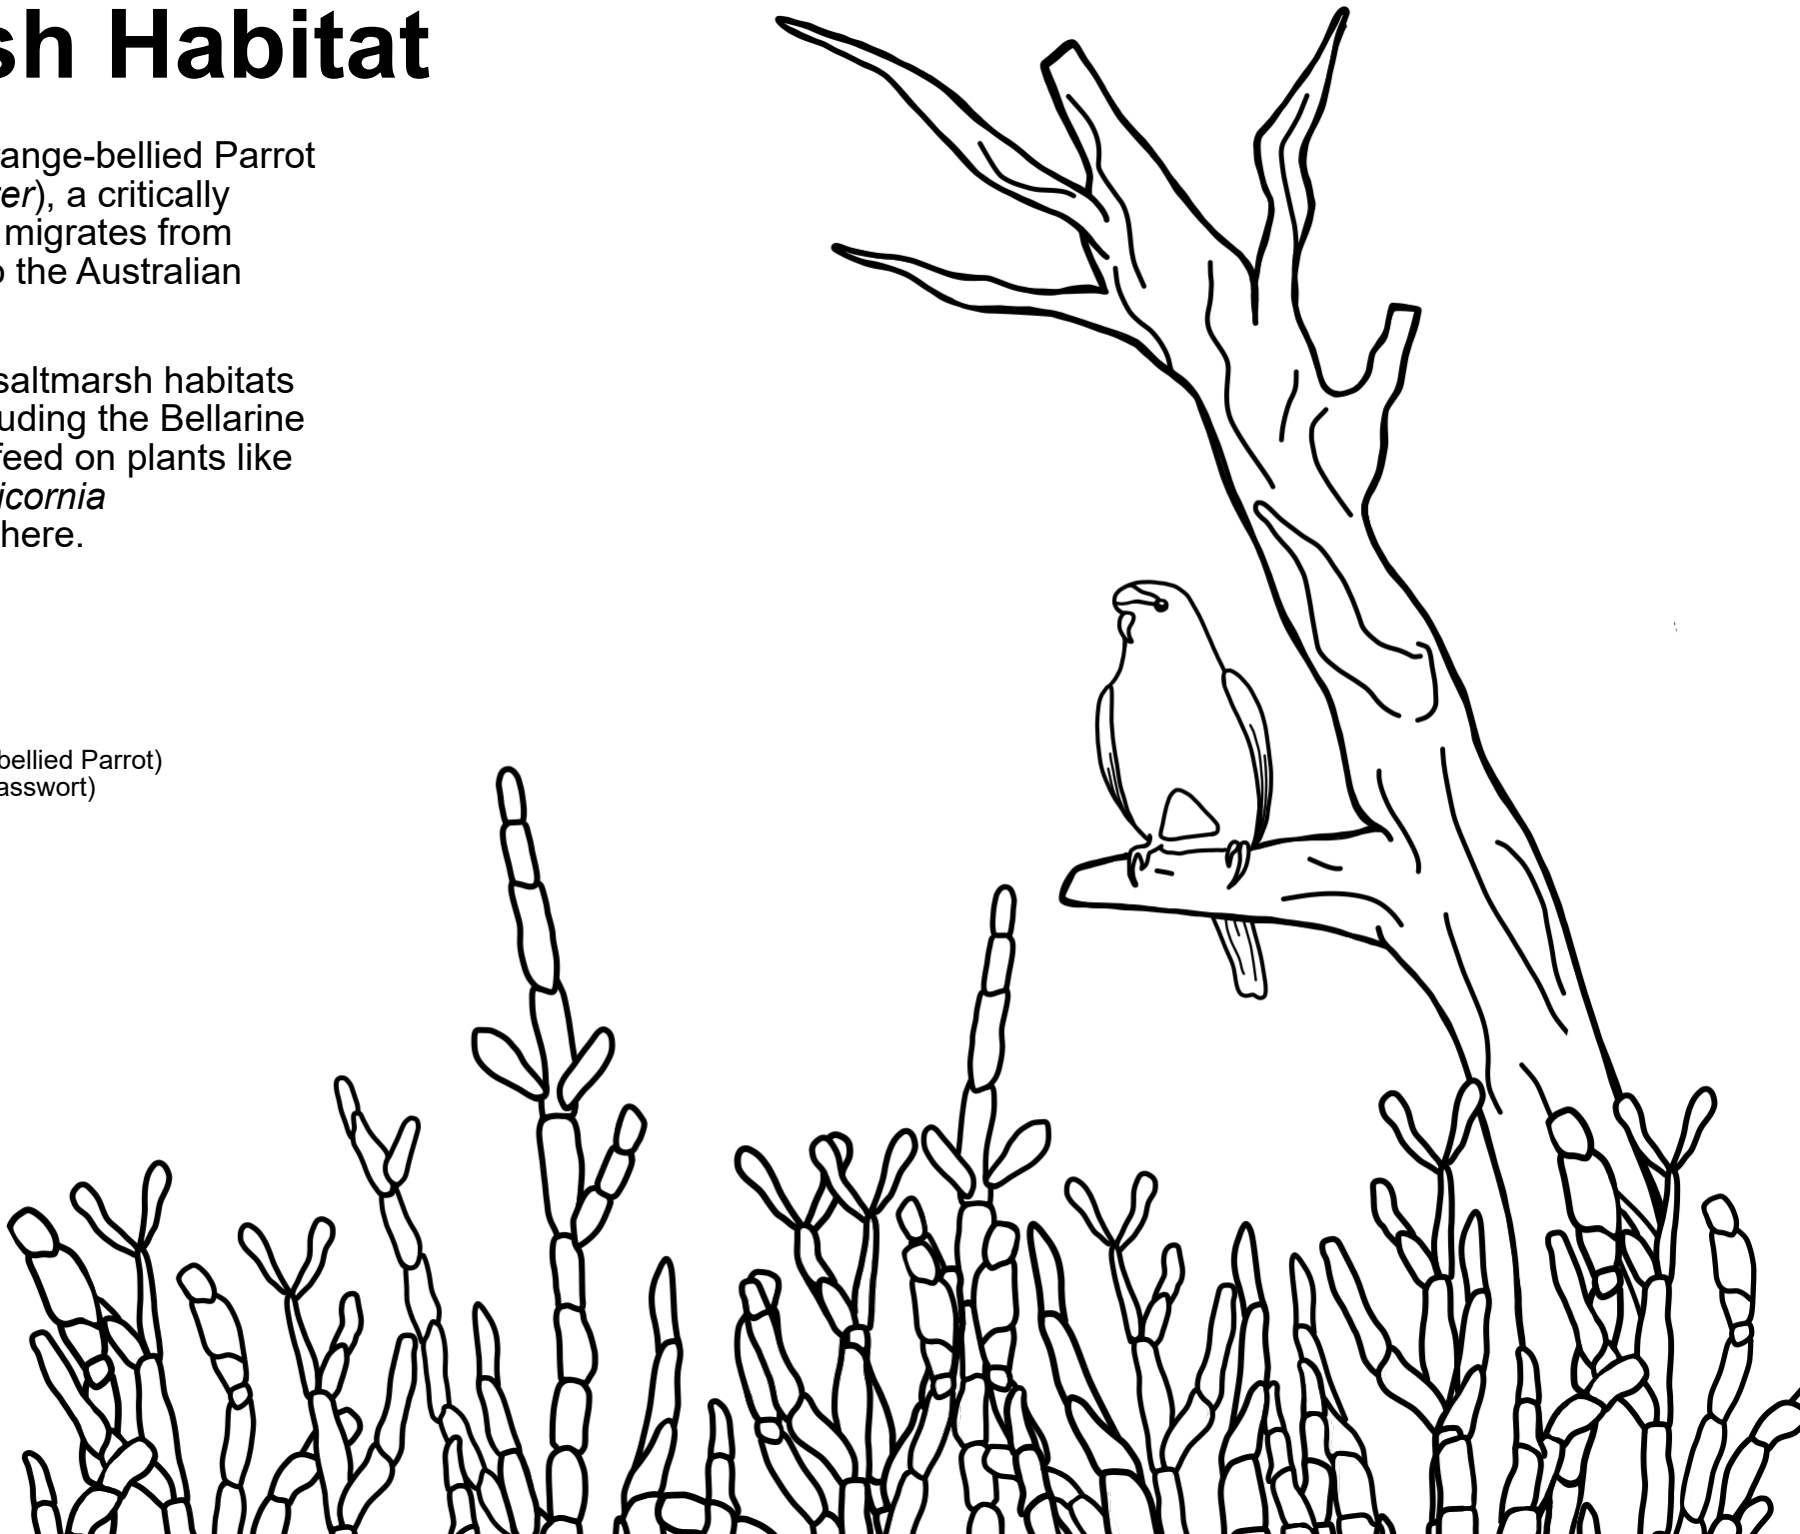 sh Habitat
ange-bellied Parrot
er), a critically
migrates from
o the Australian
saltmarsh habitats
uding the Bellarine
feed on plants like
icornia
here.
bellied Parrot)
asswort)